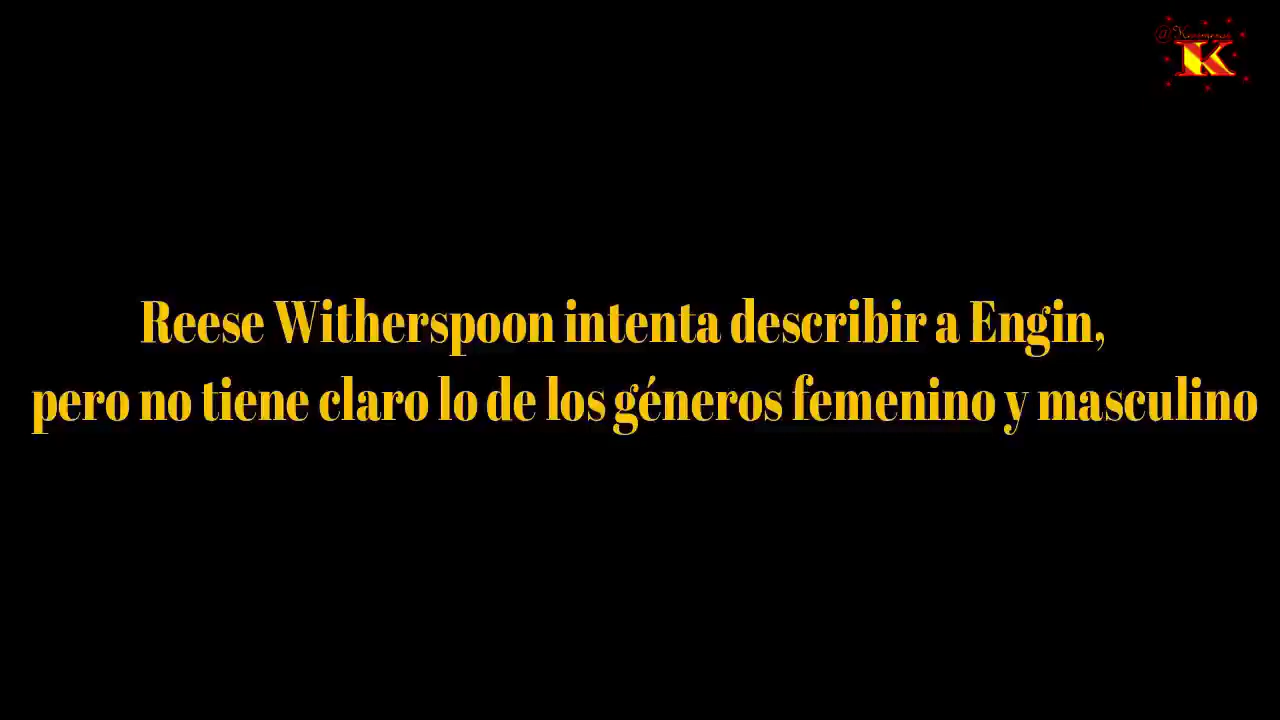 K
Reese Witherspoon intenta describir a Engin,
pero no tiene claro lo de los géneros femenino y masculino